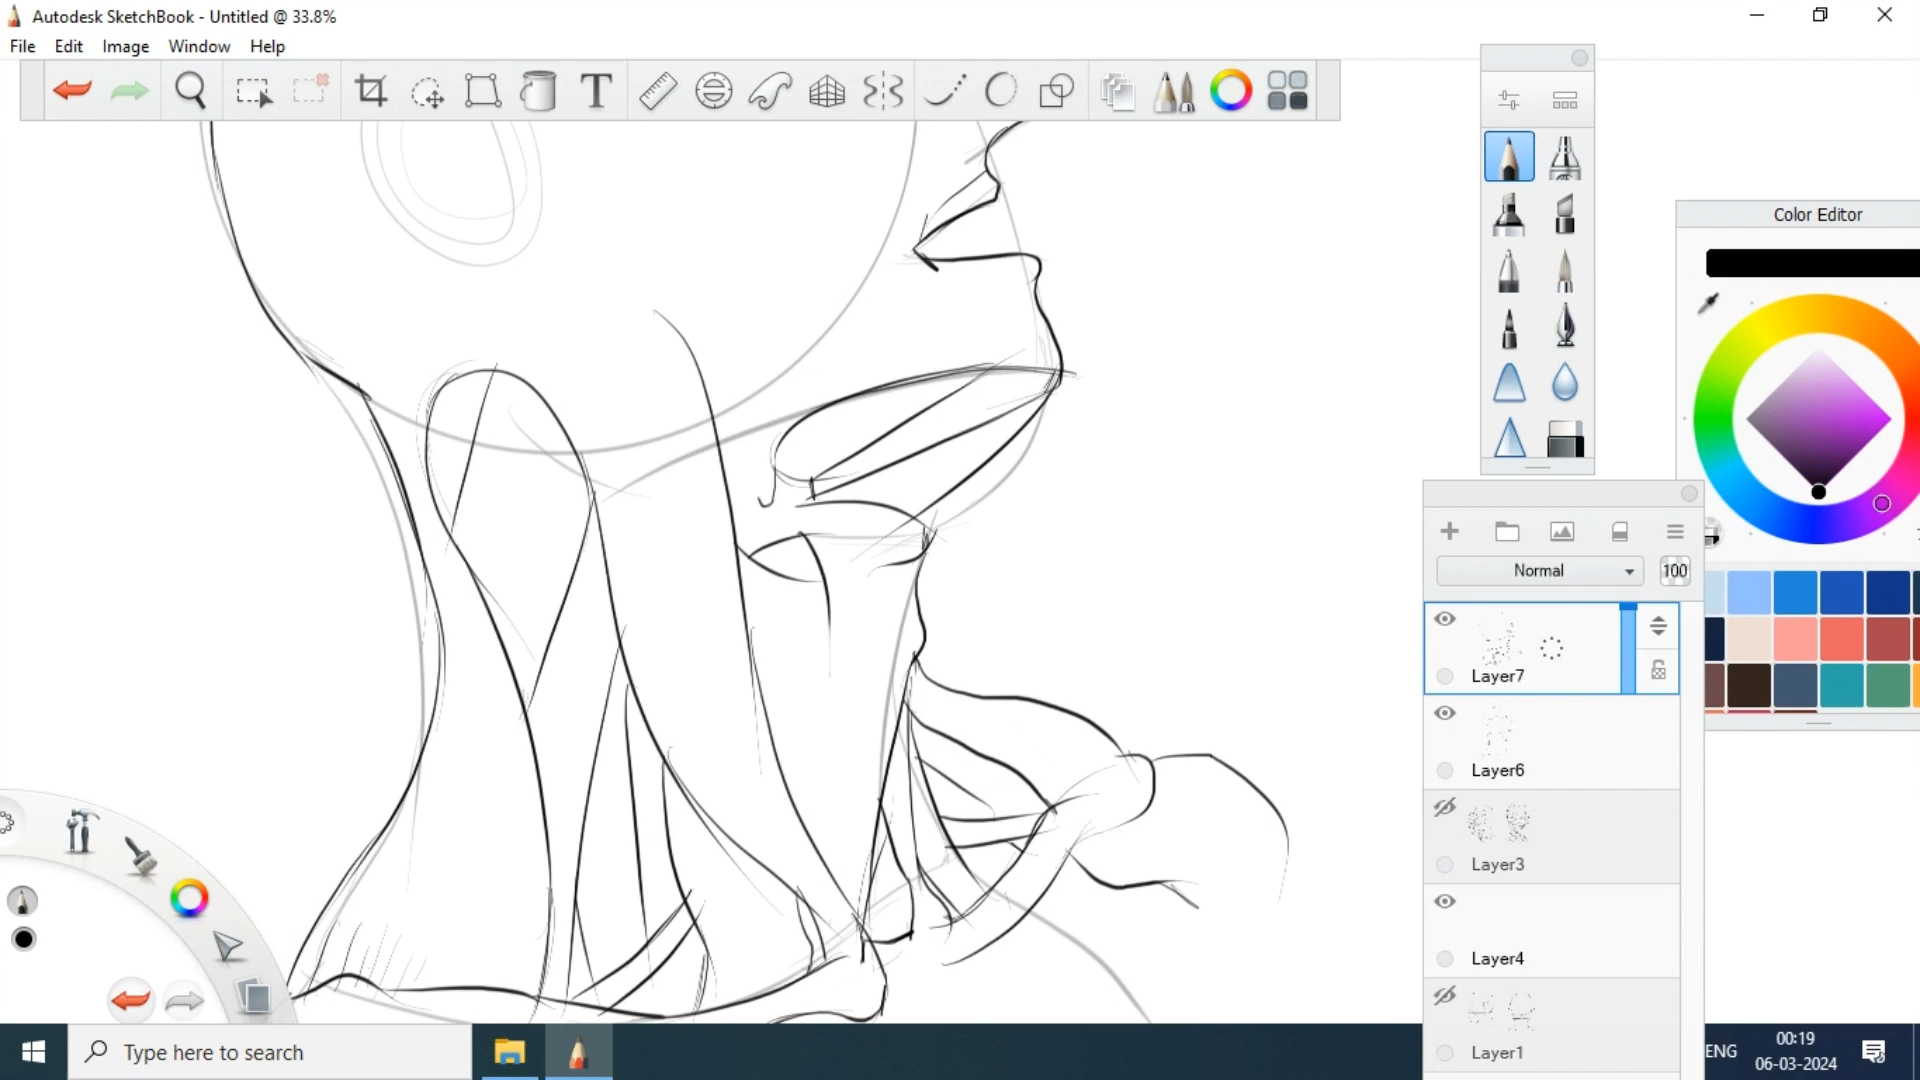 Autodesk SketchBook - Untitled @ 33.8%
File Edit Image Window Help
T
Color Editor
Normal 100
Layer7
Layer6
Layer3
Layer4
Layer1
Type here to search
ENG
00:19
06-03-2024